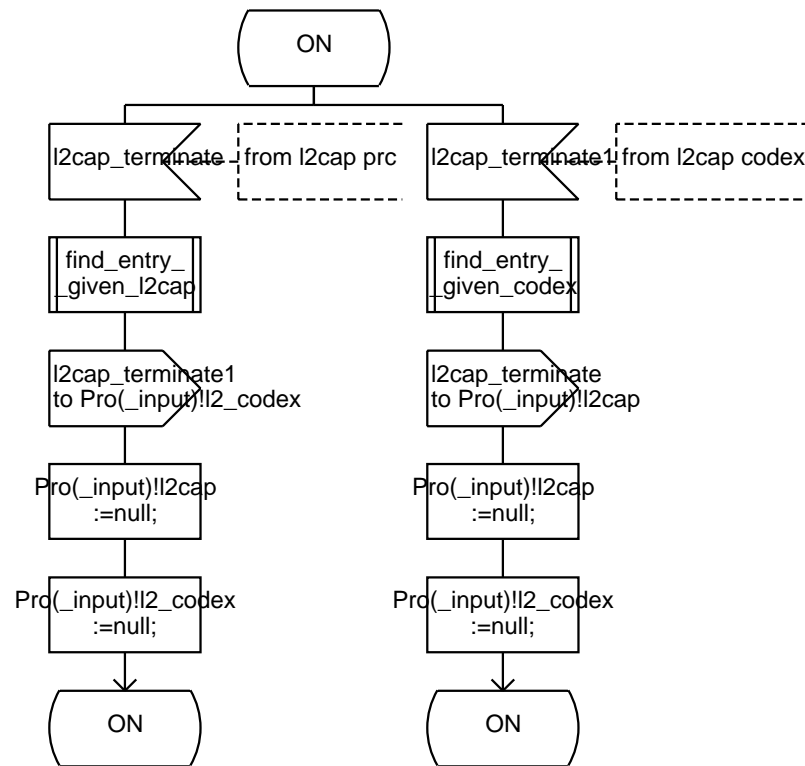 ON
l2cap_terminate
from l2cap prc
l2cap_terminate1
from l2cap codex
find_entry_
_given_l2cap
find_entry_
_given_codex
l2cap_terminate1
to Pro(_input)!l2_codex
l2cap_terminate
to Pro(_input)!l2cap
Pro(_input)!l2cap
:=null;
Pro(_input)!l2cap
:=null;
Pro(_input)!l2_codex
:=null;
Pro(_input)!l2_codex
:=null;
ON
ON